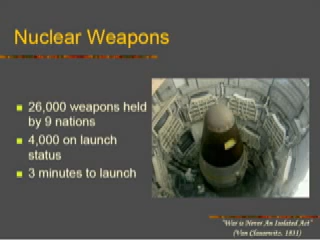 Nuclear Weapons
26,000 weapons held
by 9 nations
4,000 on launch
status
3 minutes to launch
"War is Never An Isolated Act"
(Von Clausewitz, 1831)